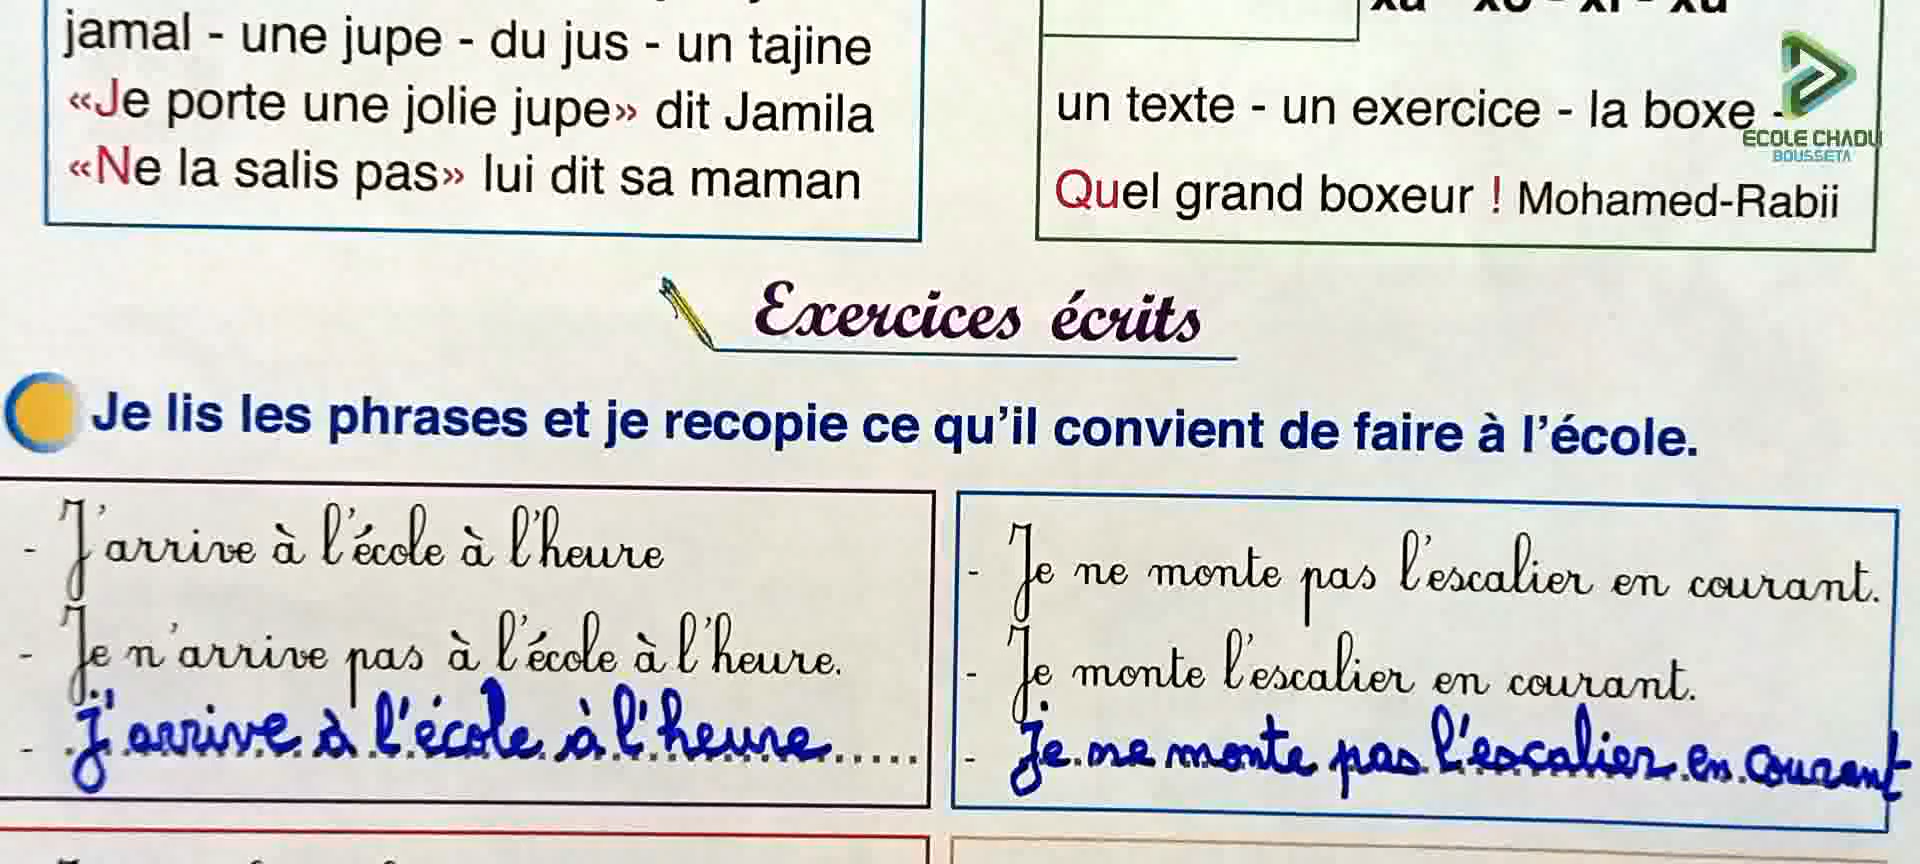 jamal - une jupe - du jus - un tajine
«Je porte une jolie jupe» dit Jamila
«Ne la salis pas» lui dit sa maman
un texte - un exercice - la boxe -
Quel grand boxeur ! Mohamed-Rabii
ECOLE CHADU
BOUSSETA
Exercices écrits
Je lis les phrases et je recopie ce qu'il convient de faire à l'école.
- J'arrive à l'école à l'heure
- Je n'arrive pas à l'école à l'heure.
- J'arrive à l'école à l'heure.....
- Je ne monte pas l'escalier en courant.
- Je monte l'escalier en courant.
- Je ne monte pas l'escalier en courant